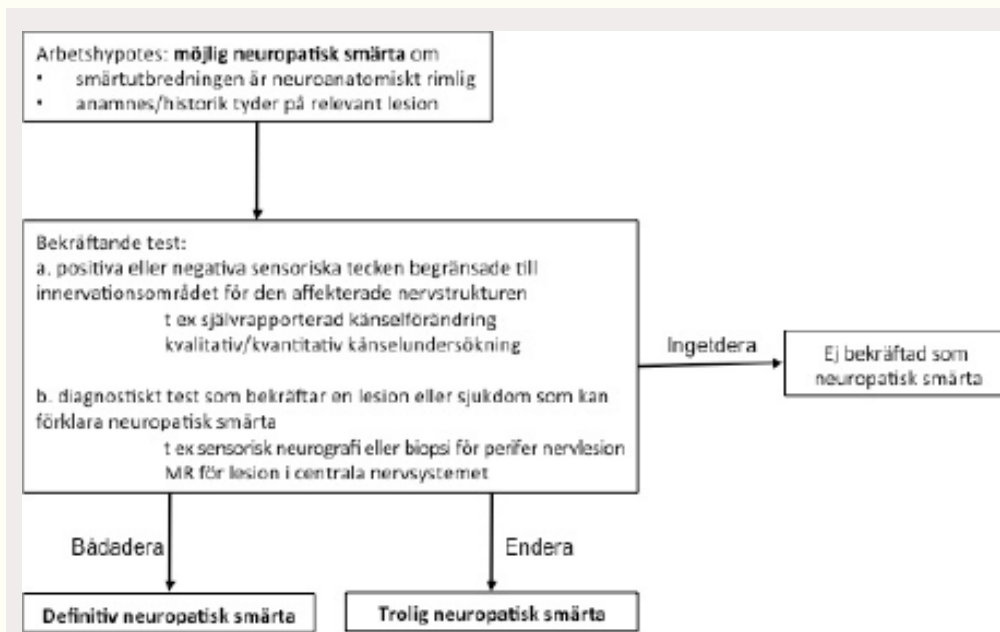 Arbetshypotes: möjlig neuropatisk smärta om
• smärtutbredningen är neuroanatomiskt rimlig
• anamnes/historik tyder på relevant lesion
Bekräftande test:
a. positiva eller negativa sensoriska tecken begränsade till
innervationsområdet för den affekterade nervstrukturen
t ex självrapporterad känselförändring
kvalitativ/kvantitativ känselundersökning
b. diagnostiskt test som bekräftar en lesion eller sjukdom som kan
förklara neuropatisk smärta
t ex sensorisk neurografi eller biopsi för perifer nervlesion
MR för lesion i centrala nervsystemet
Ingetdera
Ej bekräftad som
neuropatisk smärta
Bådadera
Endera
Definitiv neuropatisk smärta
Trolig neuropatisk smärta